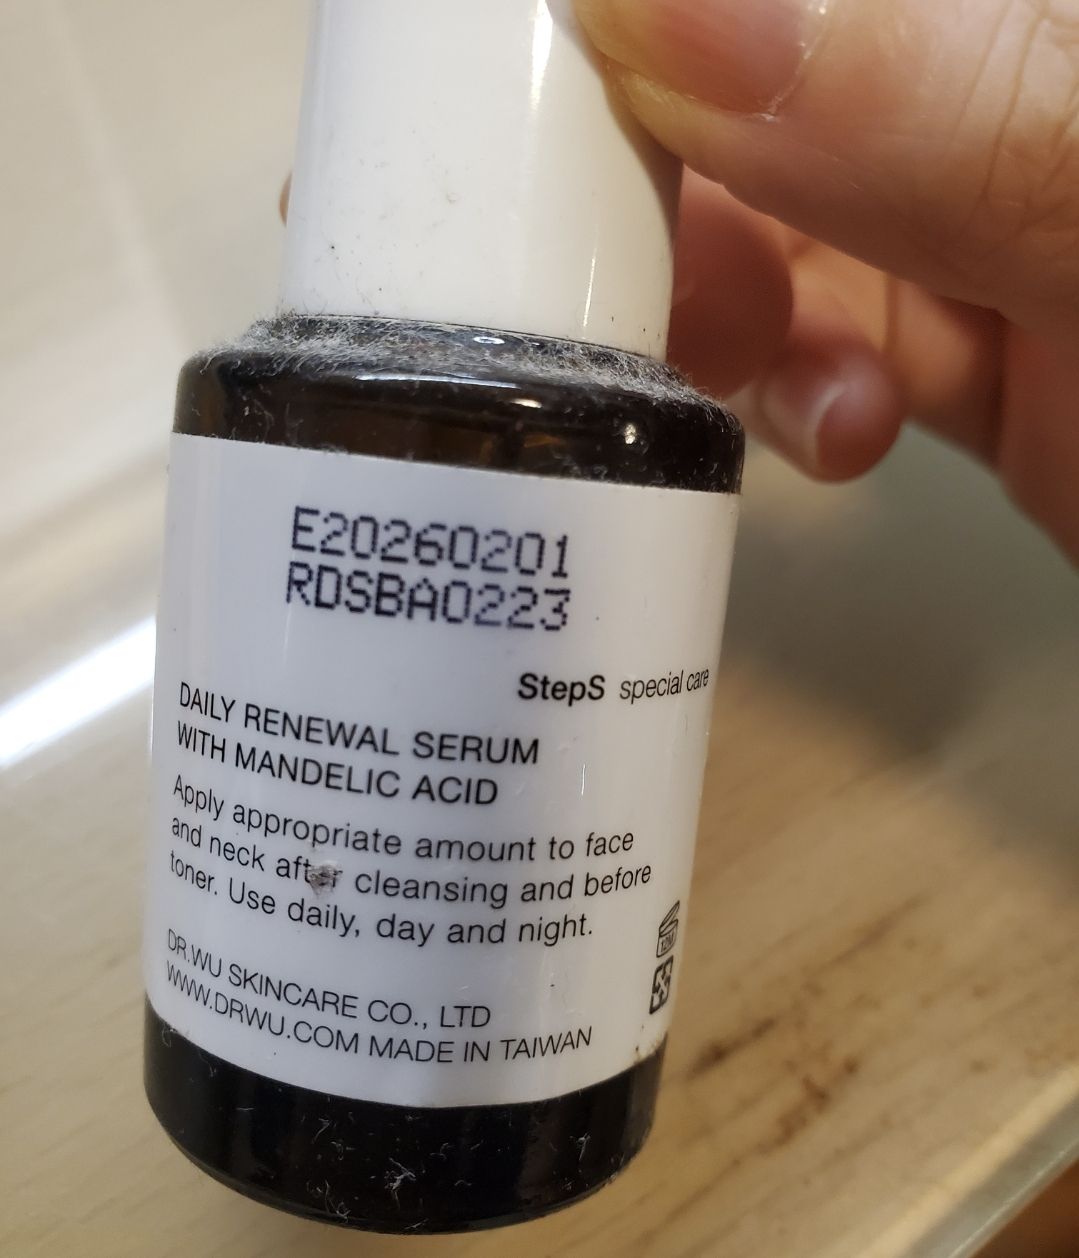 E20260201
RDSBA0223
StepS special care
DAILY RENEWAL SERUM
WITH MANDELIC ACID
Apply appropriate amount to face
and neck after cleansing and before
toner. Use daily, day and night.
12M
DR.WU SKINCARE CO., LTD
WWW.DRWU.COM MADE IN TAIWAN